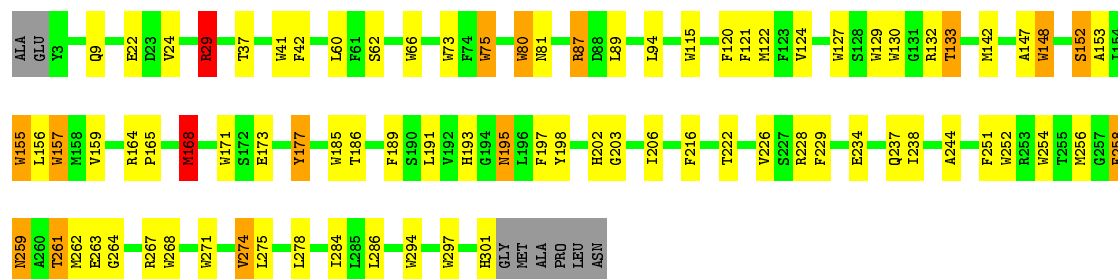 ALA GLU Y3 Q9 E22 D23 V24 R29 T37 W41 F42 L60 F61 S62 W66 W73 F74 W75 W80 N81 R87 D88 L89 L94 W115 F120 F121 M122 F123 V124 W127 S128 W129 W130 G131 R132 T133 M142 A147 W148 S152 A153 I154
W155 L156 W157 M158 V159 R164 P165 M168 W171 S172 E173 Y177 W185 T186 F189 S190 L191 V192 H193 G194 N195 L196 F197 Y198 H202 G203 I206 F216 T222 V226 S227 R228 F229 E234 Q237 I238 A244 F251 W252 R253 W254 T255 M256 G257
N259 A260 T261 M262 E263 G264 R267 W268 W271 V274 L275 L278 I284 L285 L286 W294 W297 H301 GLY MET ALA PRO LEU ASN